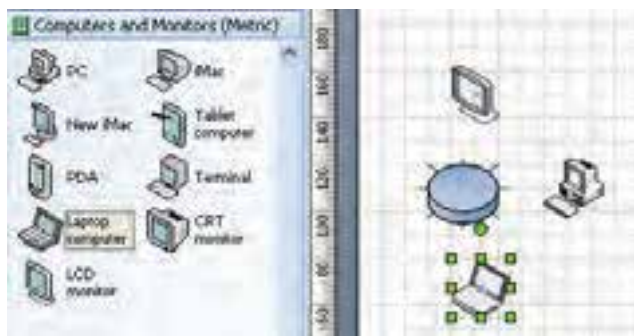 Computers and Monitors (Metric)
PC
iMac
New iMac
Tablet
computer
PDA
Terminal
Laptop
computer
CRT
monitor
LCD
monitor
180
160
140
120
100
80
60